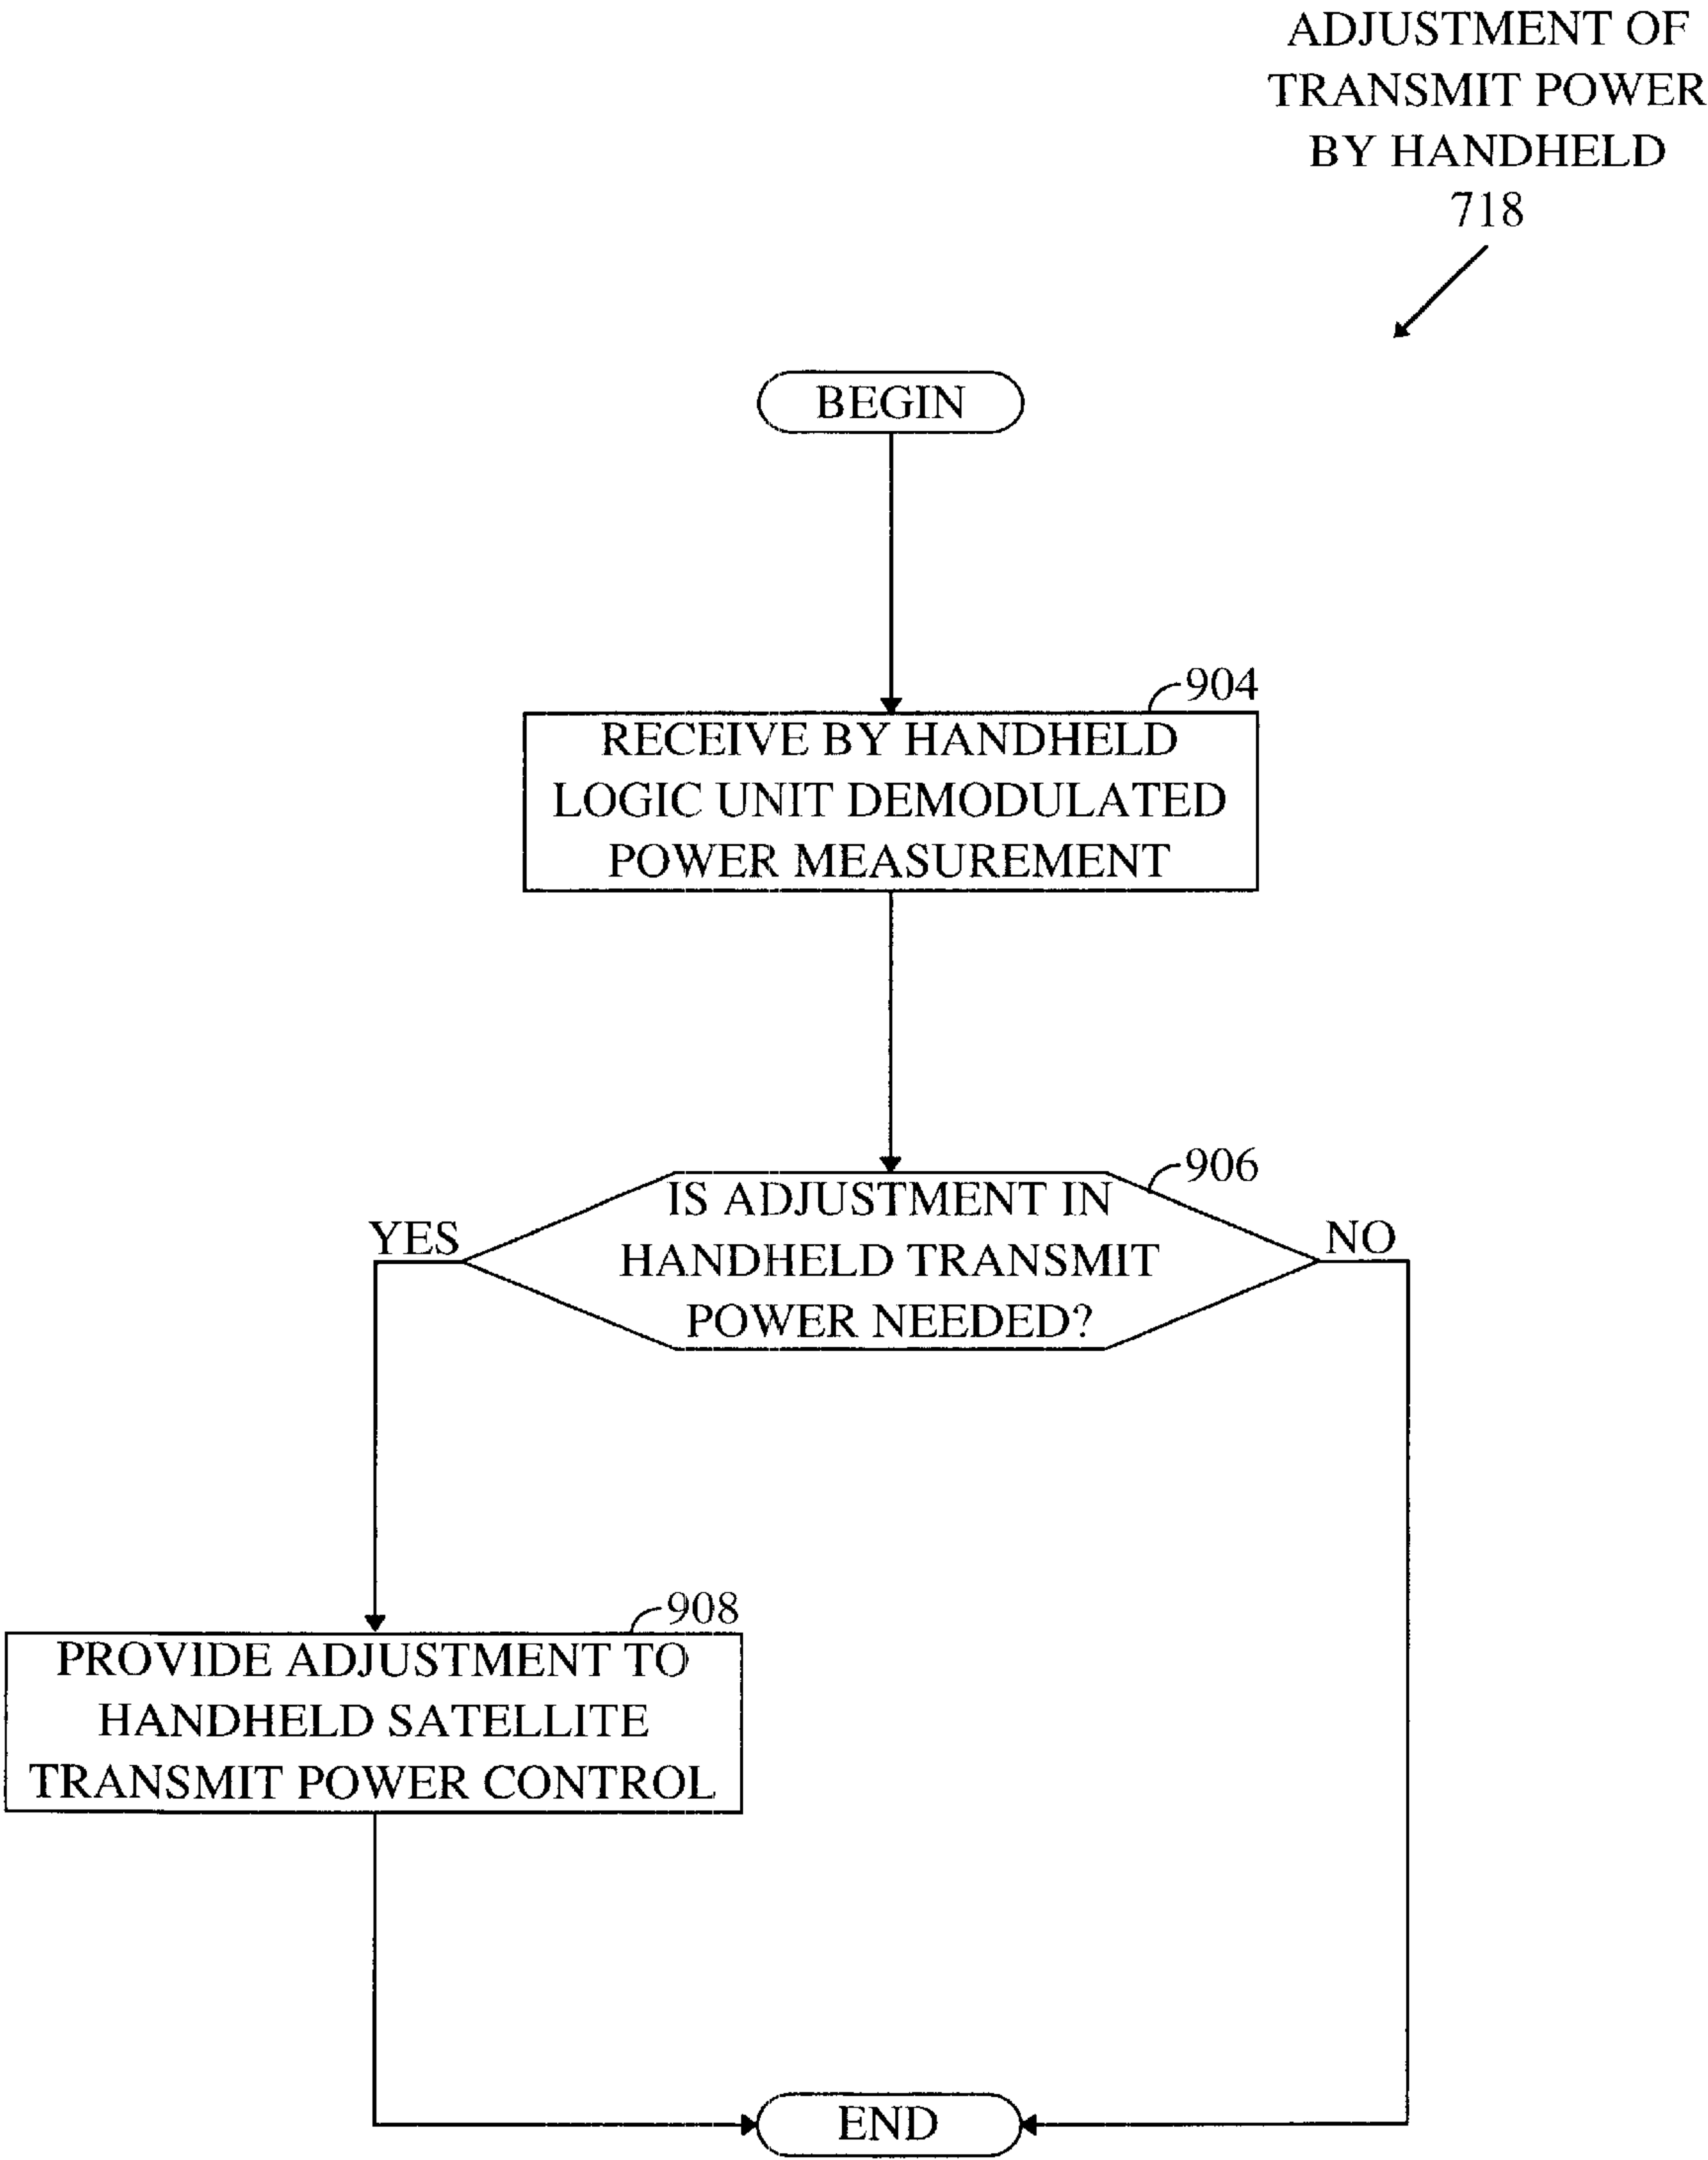 ADJUSTMENT OF
TRANSMIT POWER
BY HANDHELD
718
BEGIN
904
RECEIVE BY HANDHELD
LOGIC UNIT DEMODULATED
POWER MEASUREMENT
906
IS ADJUSTMENT IN
HANDHELD TRANSMIT
POWER NEEDED?
YES
NO
908
PROVIDE ADJUSTMENT TO
HANDHELD SATELLITE
TRANSMIT POWER CONTROL
END